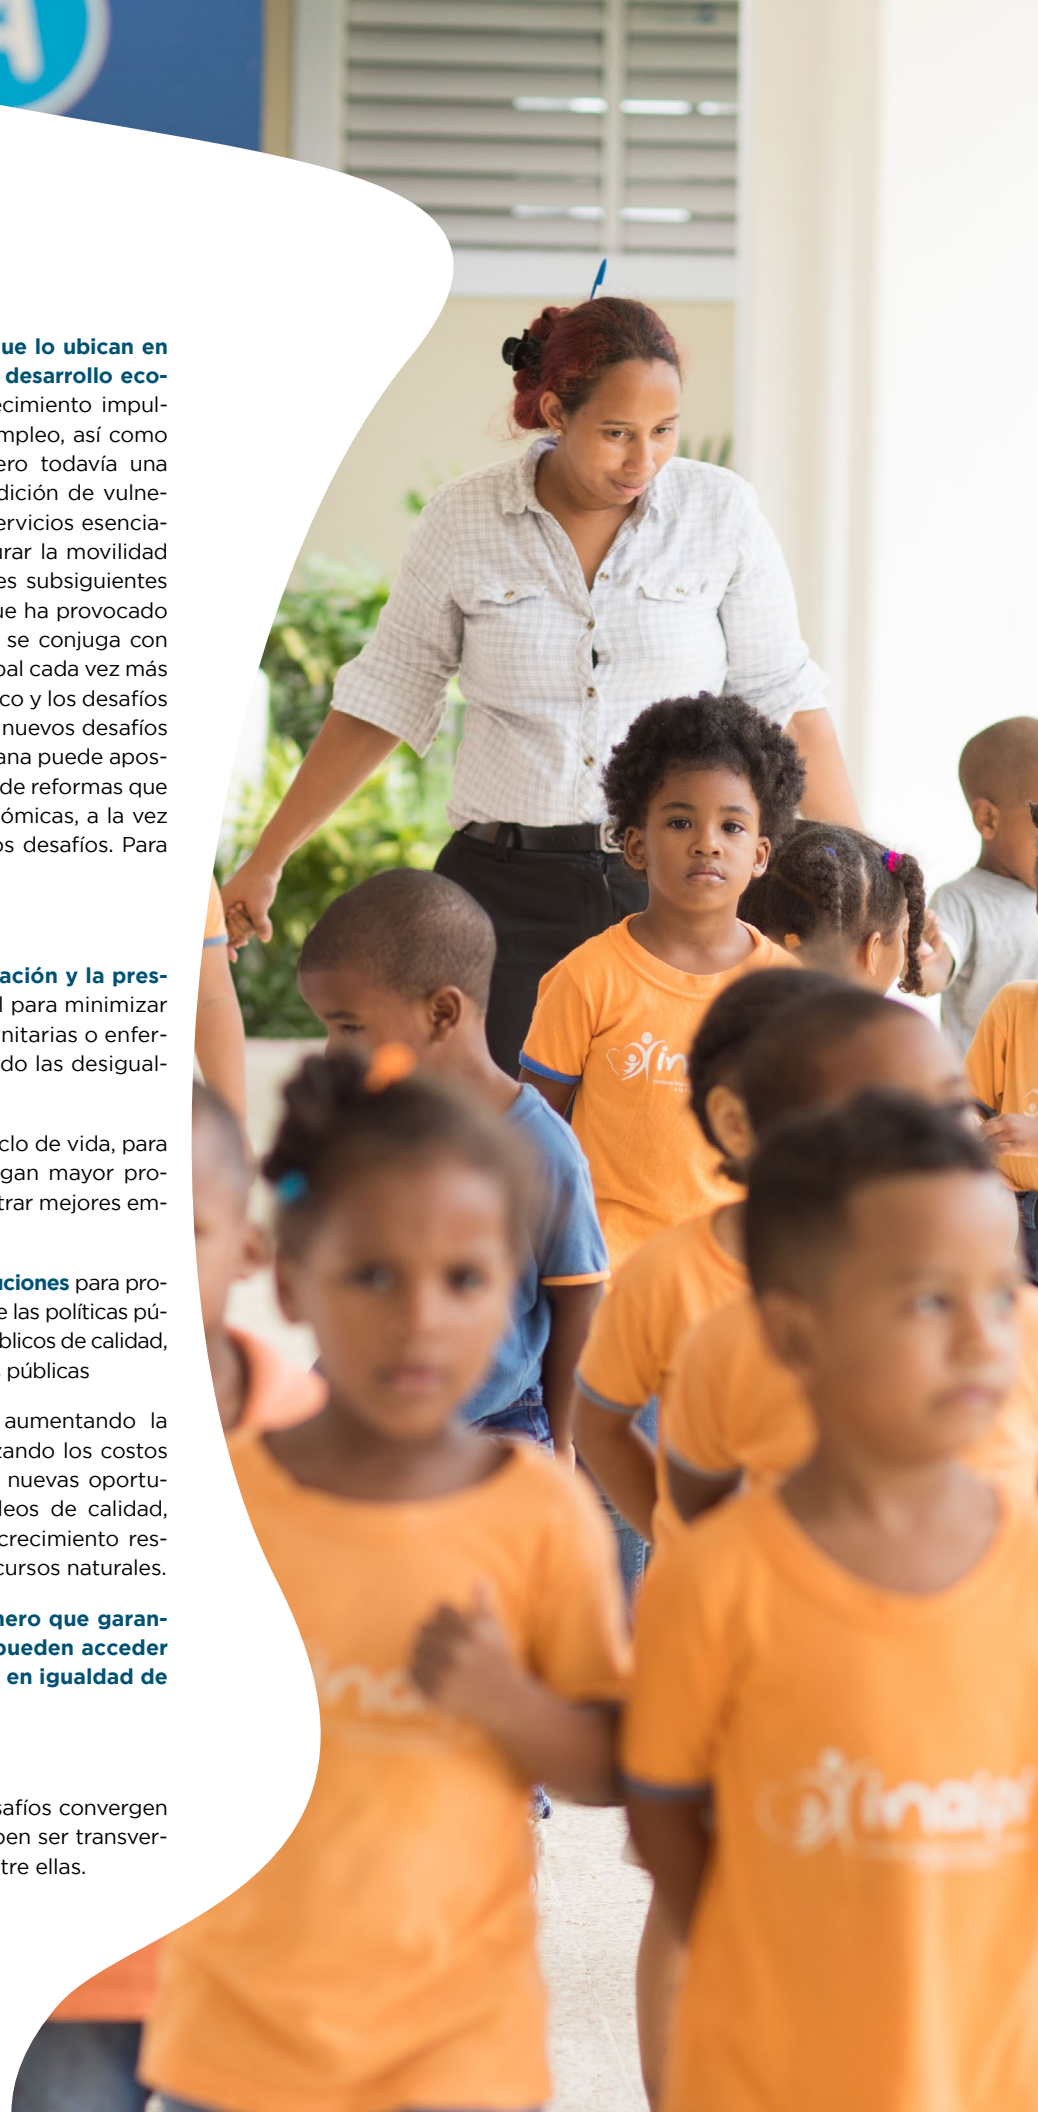 A
ue lo ubican en
desarrollo eco-
ecimiento impul-
mpleo, así como
ero todavía una
dición de vulne-
ervicios esencia-
urar la movilidad
es subsiguientes
ue ha provocado
se conjuga con
bal cada vez más
co y los desafíos
nuevos desafíos
ana puede apos-
de reformas que
ómicas, a la vez
os desafíos. Para
ación y la pres-
l para minimizar
nitarias o enfer-
do las desigual-
clo de vida, para
gan mayor pro-
trar mejores em-
uciones para pro-
e las políticas pú-
blicos de calidad,
públicas
aumentando la
zando los costos
nuevas oportu-
leos de calidad,
crecimiento res-
cursos naturales.
nero que garan-
pueden acceder
en igualdad de
safíos convergen
ben ser transver-
tre ellas.
in
inaipi